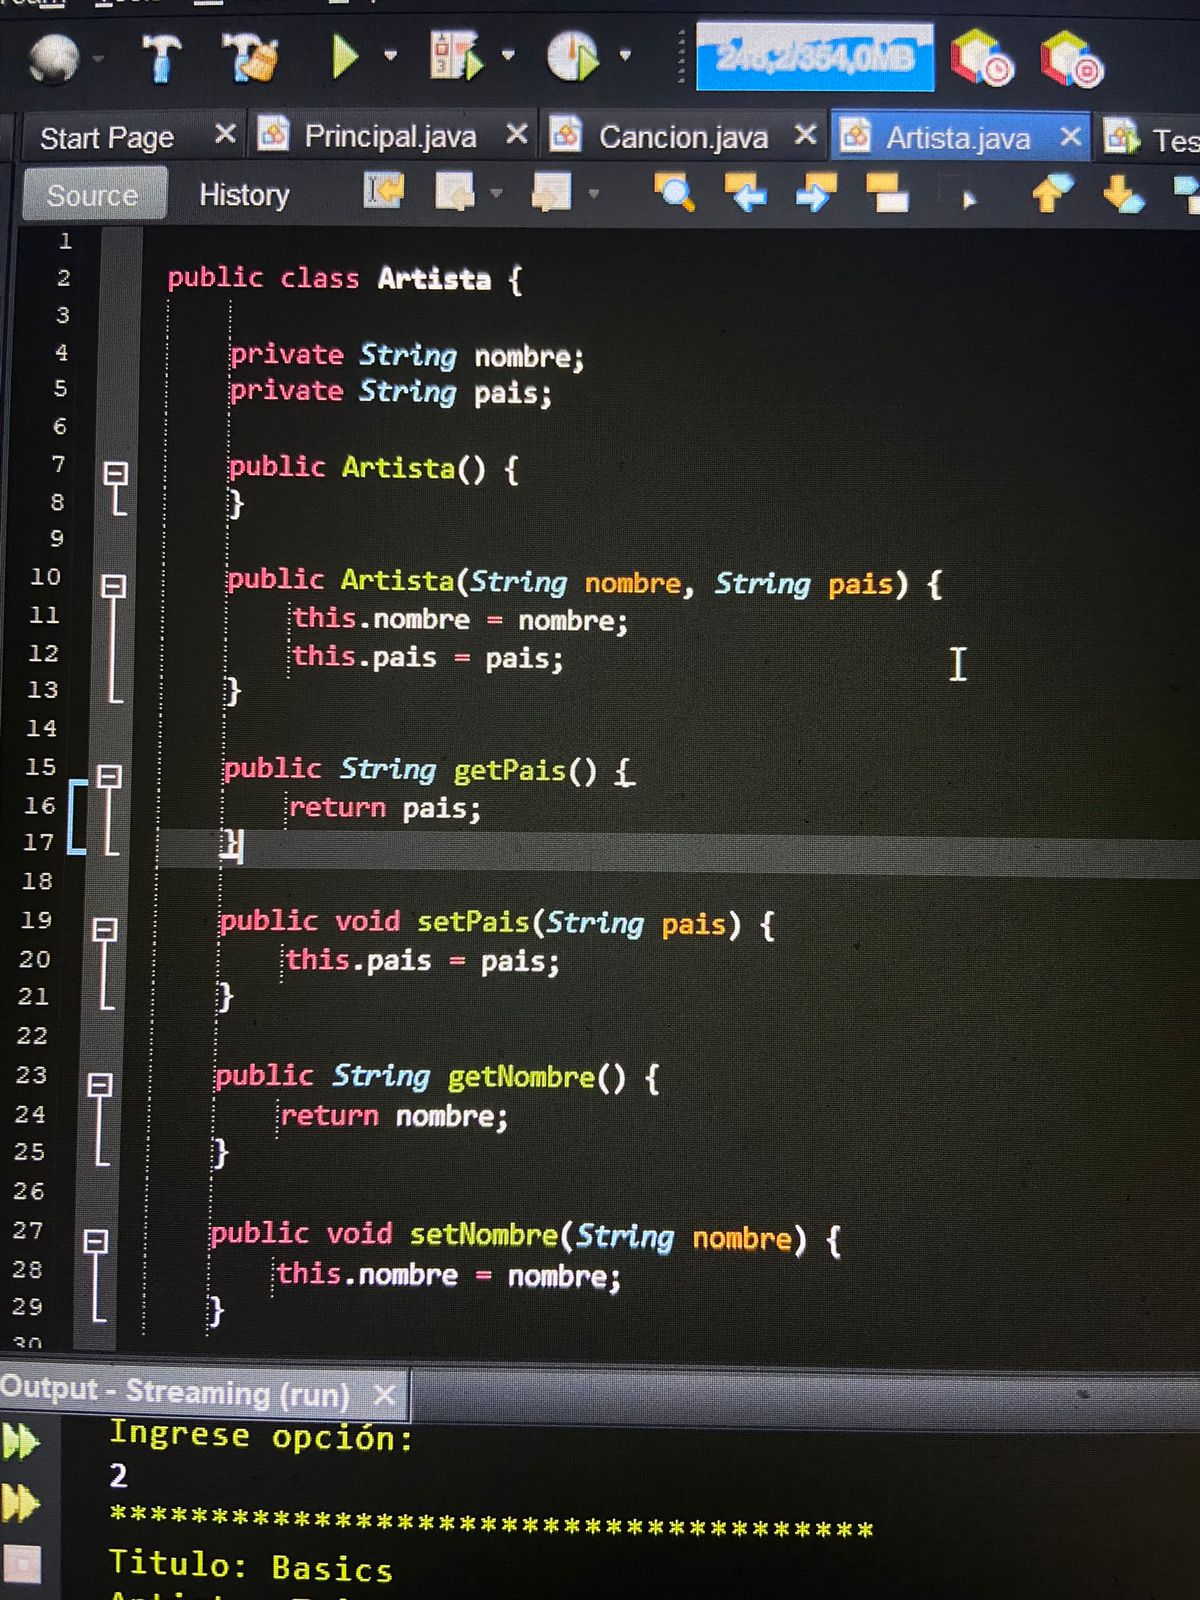 Start Page Principal.java Cancion.java Artista.java Tes
Source History
1
2 public class Artista {
3
4 private String nombre;
5 private String pais;
6
7 public Artista() {
8 }
9
10 public Artista(String nombre, String pais) {
11 this.nombre = nombre;
12 this.pais = pais;
13 }
14
15 public String getPais() {
16 return pais;
17 }
18
19 public void setPais(String pais) {
20 this.pais = pais;
21 }
22
23 public String getNombre() {
24 return nombre;
25 }
26
27 public void setNombre(String nombre) {
28 this.nombre = nombre;
29 }
30
Output - Streaming (run)
Ingrese opción:
2
*************************************
Titulo: Basics